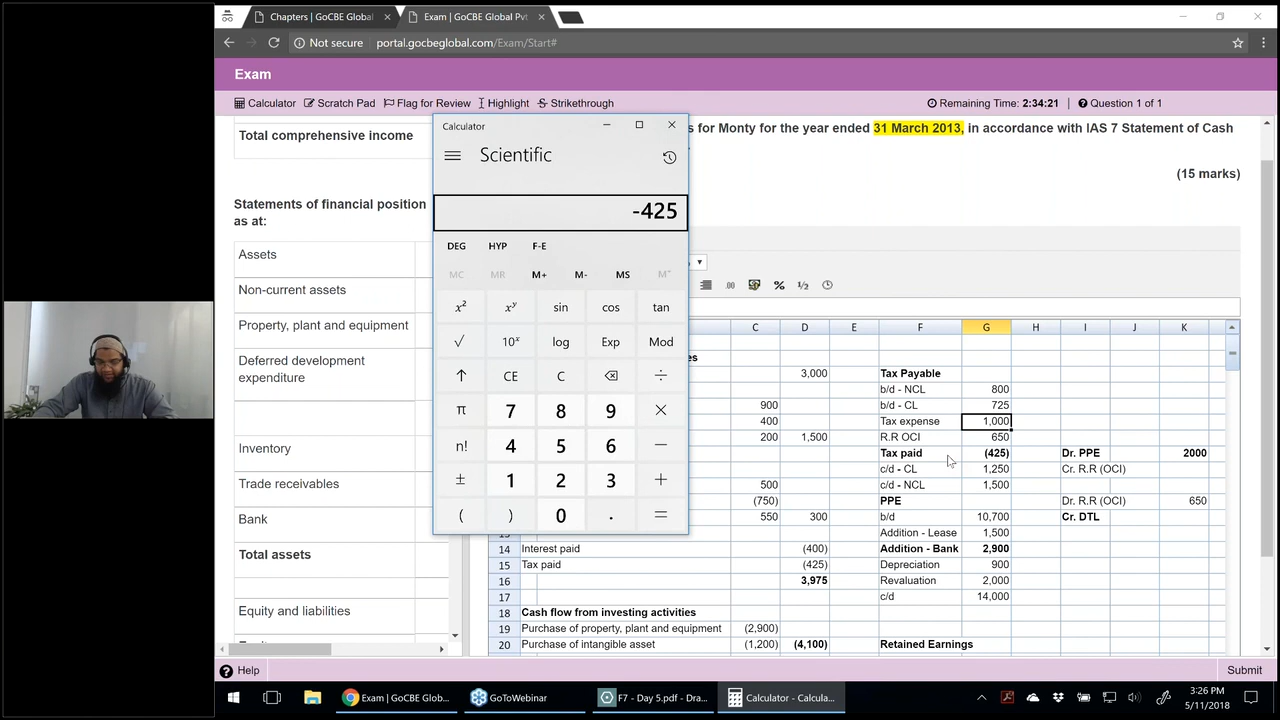 Chapters | GoCBE Global
Exam | GoCBE Global Pvt
Not secure portal.gocbeglobal.com/Exam/Start#
Exam
Calculator Scratch Pad Flag for Review Highlight Strikethrough Remaining Time: 2:34:21 Question 1 of 1
Total comprehensive income
s for Monty for the year ended 31 March 2013, in accordance with IAS 7 Statement of Cash
(15 marks)
Statements of financial position
as at:
Assets
Non-current assets
Property, plant and equipment
Deferred development
expenditure
Inventory
Trade receivables
Bank
Total assets
Equity and liabilities
Calculator
Scientific
-425
DEG HYP F-E
MC MR M+ M- MS M˅
x² xʸ sin cos tan
√ 10ˣ log Exp Mod
↑ CE C ÷
π 7 8 9 ×
n! 4 5 6 −
± 1 2 3 +
( ) 0 . =
.00 % 1/2
C D E F G H I J K
es
3,000 Tax Payable
b/d - NCL 800
900 b/d - CL 725
400 Tax expense 1,000
200 1,500 R.R OCI 650
Tax paid (425) Dr. PPE 2000
c/d - CL 1,250 Cr. R.R (OCI)
500 c/d - NCL 1,500
(750) PPE Dr. R.R (OCI) 650
550 300 b/d 10,700 Cr. DTL
Addition - Lease 1,500
14 Interest paid (400) Addition - Bank 2,900
15 Tax paid (425) Depreciation 900
16 3,975 Revaluation 2,000
17 c/d 14,000
18 Cash flow from investing activities
19 Purchase of property, plant and equipment (2,900)
20 Purchase of intangible asset (1,200) (4,100) Retained Earnings
Help Submit
Exam | GoCBE Glob... GoToWebinar F7 - Day 5.pdf - Dra... Calculator - Calcula...
3:26 PM
5/11/2018